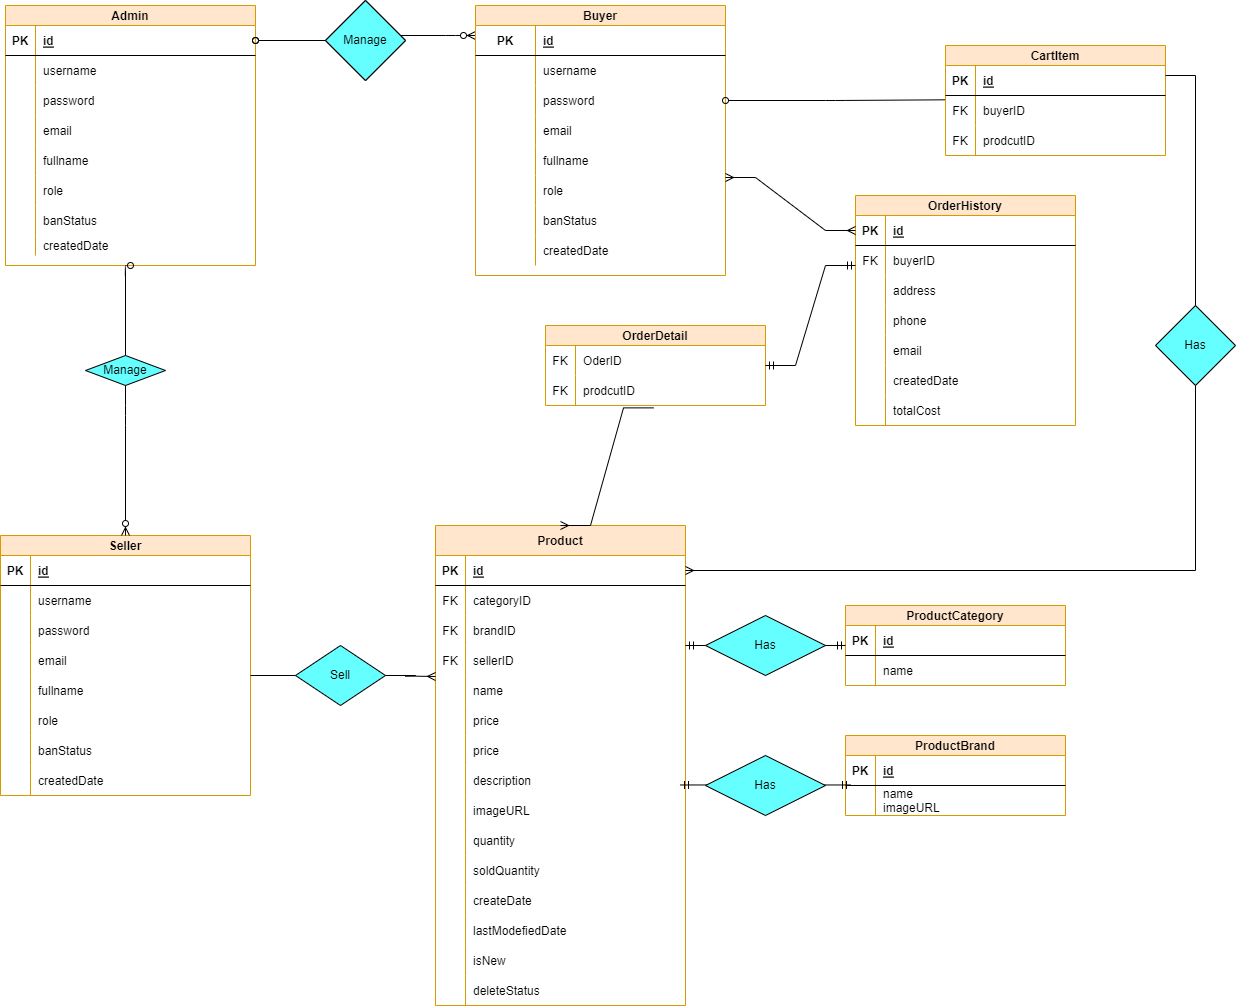 Admin
PK id
username
password
email
fullname
role
banStatus
createdDate
Manage
Buyer
PK id
username
password
email
fullname
role
banStatus
createdDate
CartItem
PK id
FK buyerID
FK prodcutID
OrderHistory
PK id
FK buyerID
address
phone
email
createdDate
totalCost
Has
OrderDetail
FK OderID
FK prodcutID
Manage
Seller
PK id
username
password
email
fullname
role
banStatus
createdDate
Sell
Product
PK id
FK categoryID
FK brandID
FK sellerID
name
price
price
description
imageURL
quantity
soldQuantity
createDate
lastModefiedDate
isNew
deleteStatus
Has
ProductCategory
PK id
name
Has
ProductBrand
PK id
name
imageURL